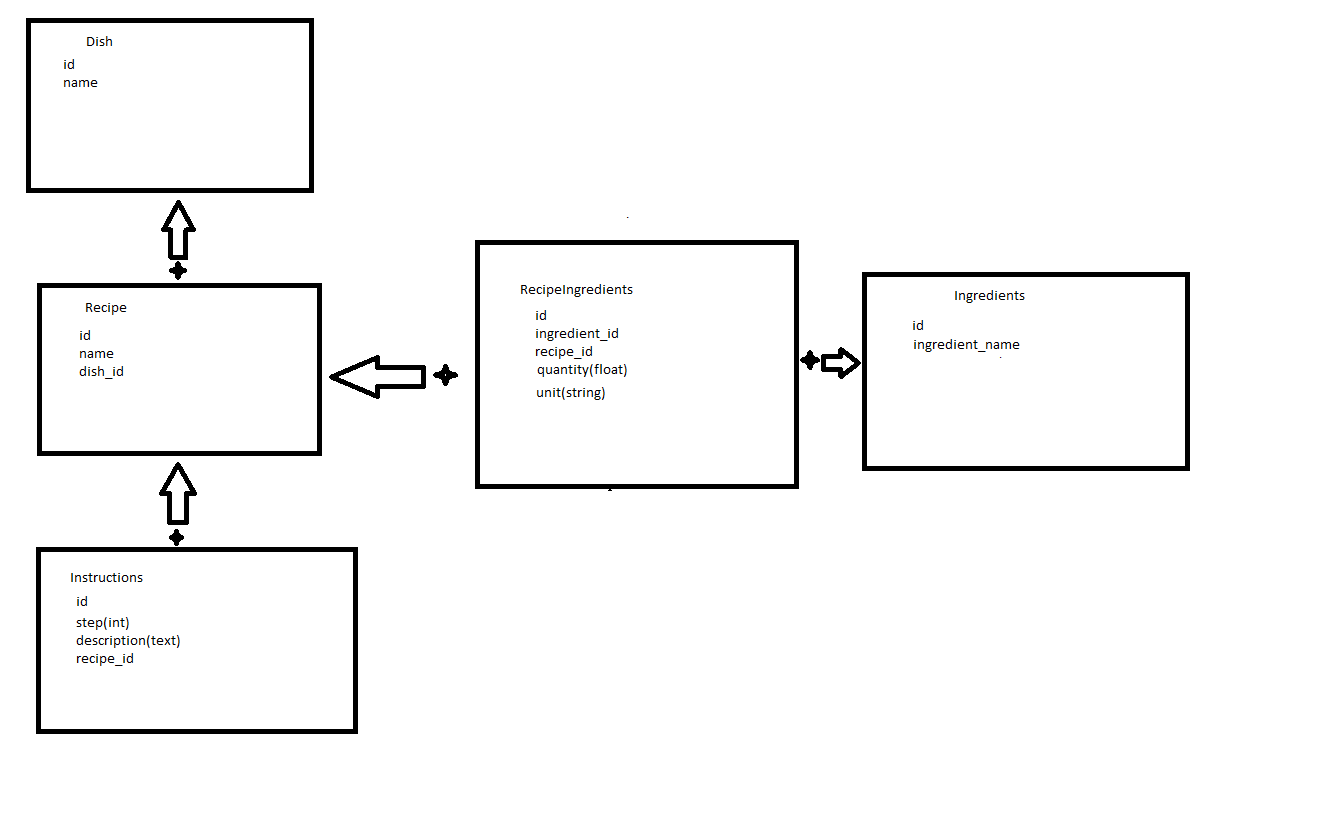 Dish
id
name
Recipe
id
name
dish_id
RecipeIngredients
id
ingredient_id
recipe_id
quantity(float)
unit(string)
Ingredients
id
ingredient_name
Instructions
id
step(int)
description(text)
recipe_id